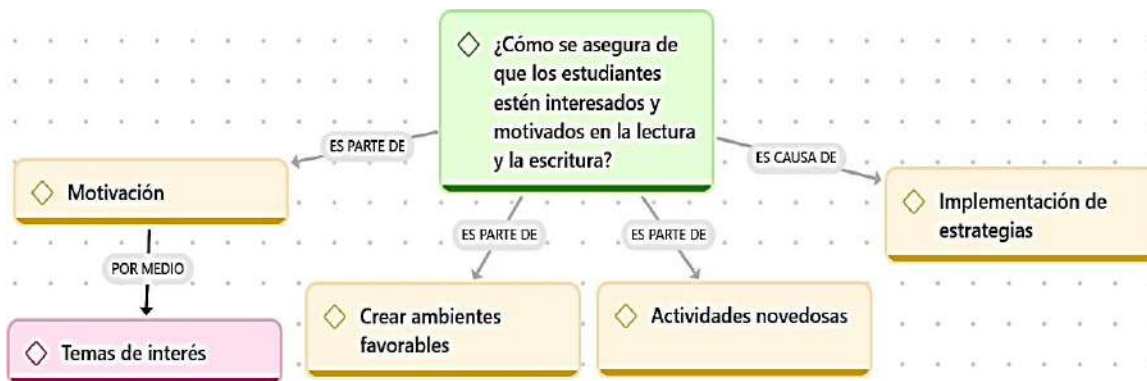 ¿Cómo se asegura de
que los estudiantes
estén interesados y
motivados en la lectura
y la escritura?
ES PARTE DE
ES CAUSA DE
Motivación
Implementación de
estrategias
ES PARTE DE
ES PARTE DE
POR MEDIO
Crear ambientes
favorables
Actividades novedosas
Temas de interés